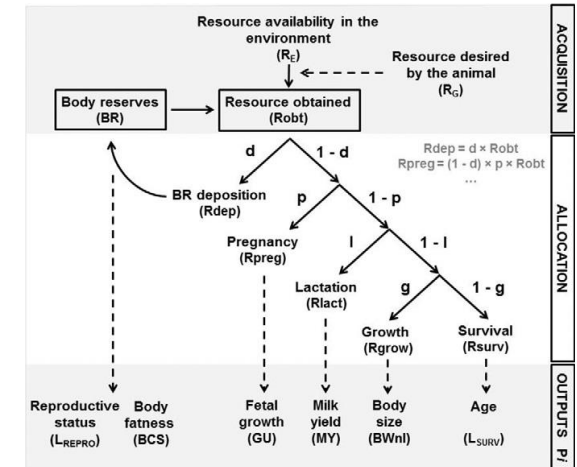 Resource availability in the
environment
(RE)
Resource desired
by the animal
(RG)
Body reserves
(BR)
Resource obtained
(Robt)
ACQUISITION
d
1 - d
Rdep = d × Robt
Rpreg = (1 - d) × p × Robt
...
BR deposition
(Rdep)
p
1 - p
Pregnancy
(Rpreg)
l
1 - l
Lactation
(Rlact)
g
1 - g
Growth
(Rgrow)
Survival
(Rsurv)
ALLOCATION
Reproductive
status
(LREPRO)
Body
fatness
(BCS)
Fetal
growth
(GU)
Milk
yield
(MY)
Body
size
(BWnl)
Age
(LSURV)
OUTPUTS Pi